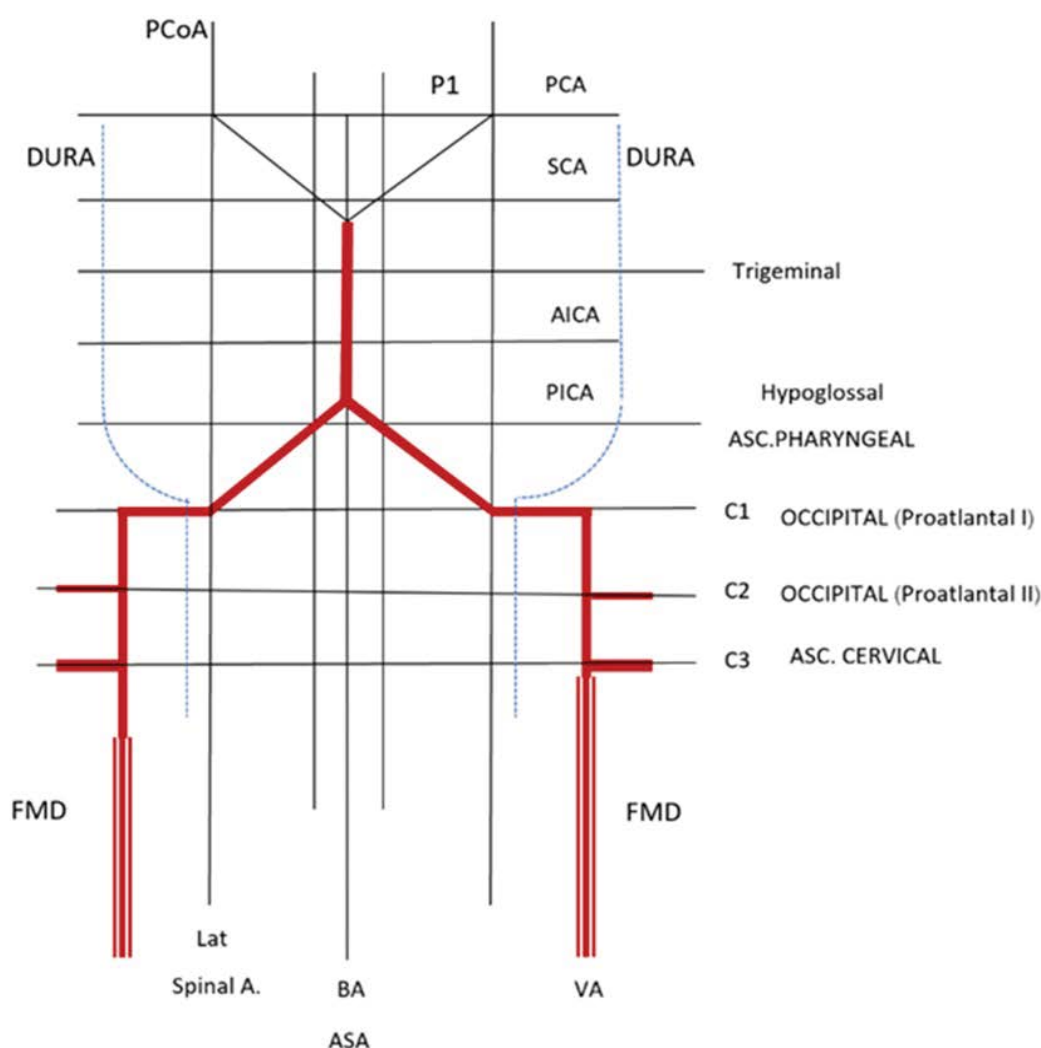 PCoA
P1
PCA
DURA
SCA
DURA
Trigeminal
AICA
PICA
Hypoglossal
ASC.PHARYNGEAL
C1
OCCIPITAL (Proatlantal I)
C2
OCCIPITAL (Proatlantal II)
C3
ASC. CERVICAL
FMD
FMD
Lat
Spinal A.
BA
VA
ASA